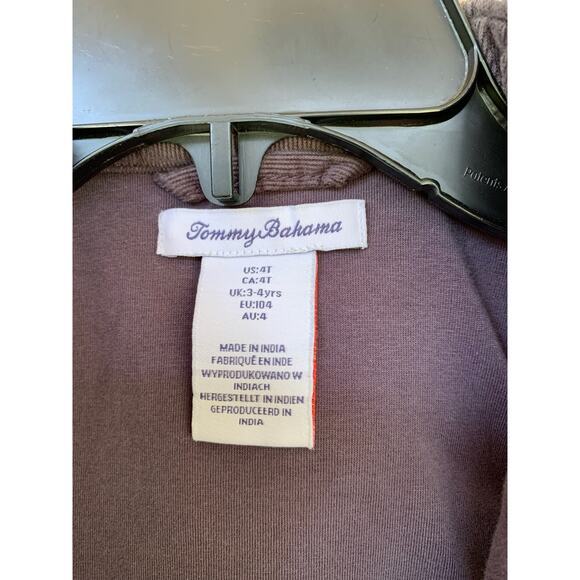 Tommy Bahama
US:4T
CA:4T
UK:3-4yrs
EU:104
AU:4
MADE IN INDIA
FABRIQUÉ EN INDE
WYPRODUKOWANO W
INDIACH
HERGESTELLT IN INDIEN
GEPRODUCEERD IN
INDIA
Patents